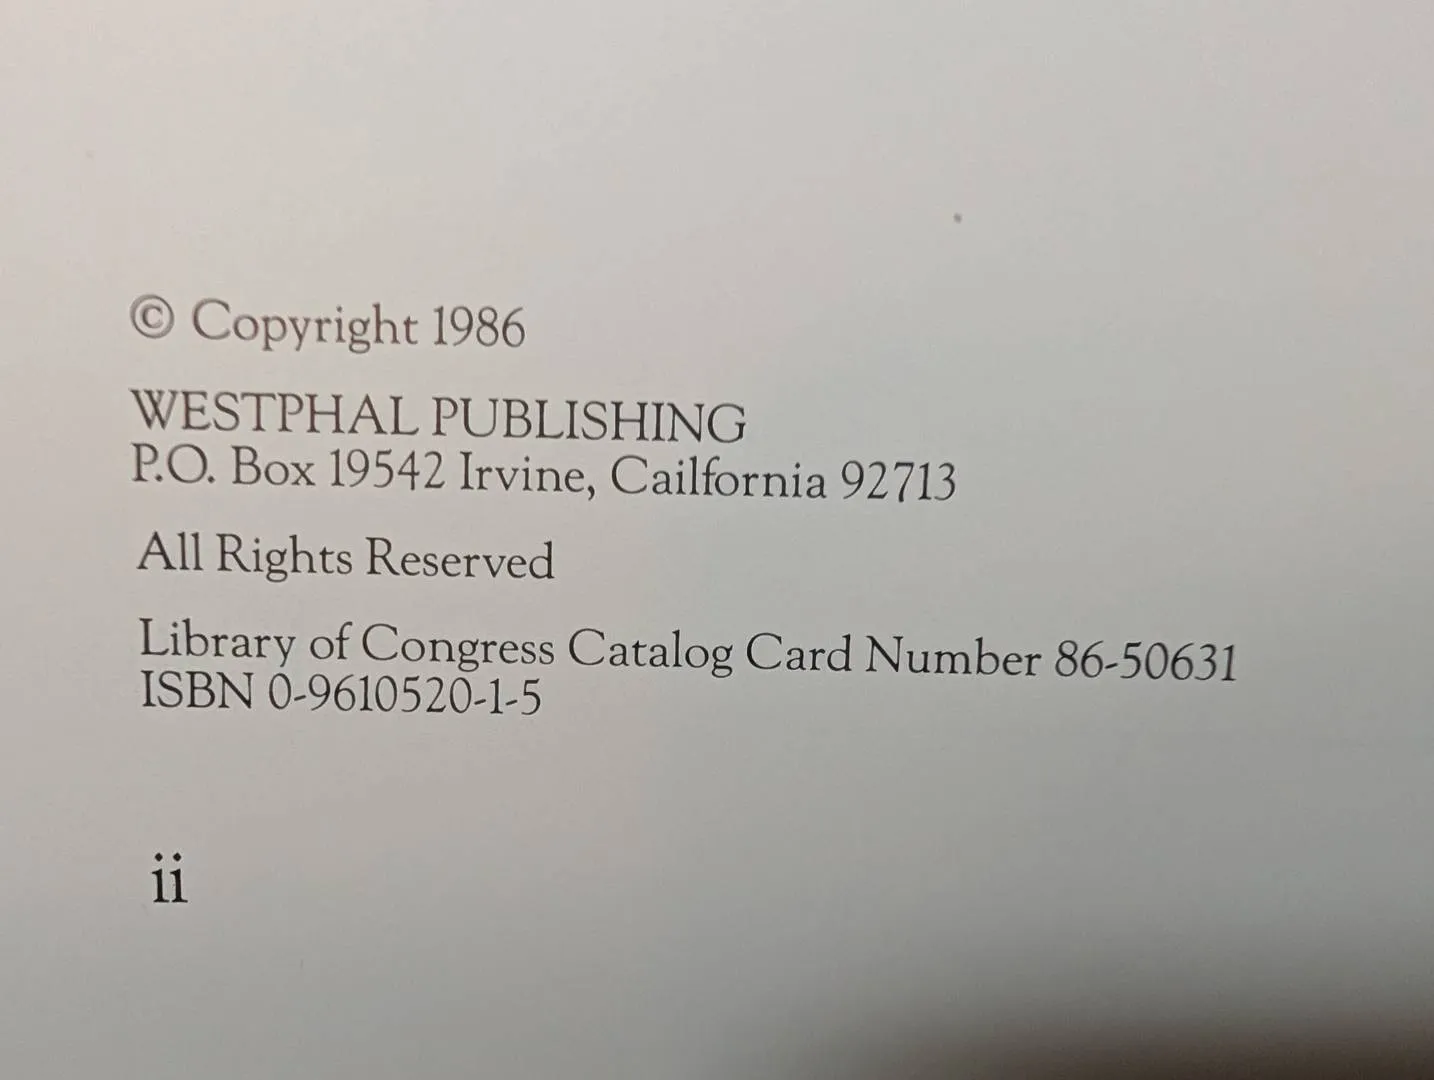 © Copyright 1986
WESTPHAL PUBLISHING
P.O. Box 19542 Irvine, Cailfornia 92713
All Rights Reserved
Library of Congress Catalog Card Number 86-50631
ISBN 0-9610520-1-5
ii